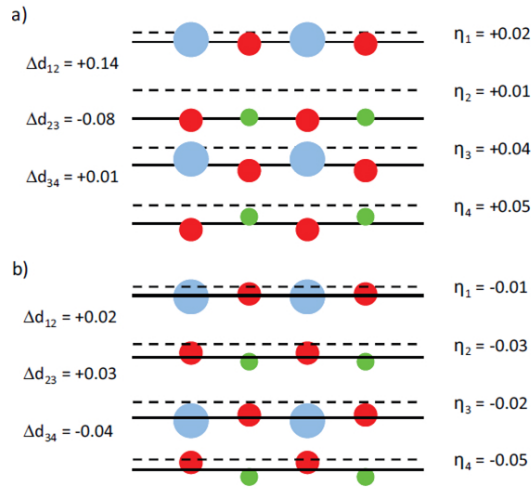 a)
η₁ = +0.02
Δd₁₂ = +0.14
η₂ = +0.01
Δd₂₃ = -0.08
η₃ = +0.04
Δd₃₄ = +0.01
η₄ = +0.05
b)
η₁ = -0.01
Δd₁₂ = +0.02
η₂ = -0.03
Δd₂₃ = +0.03
η₃ = -0.02
Δd₃₄ = -0.04
η₄ = -0.05